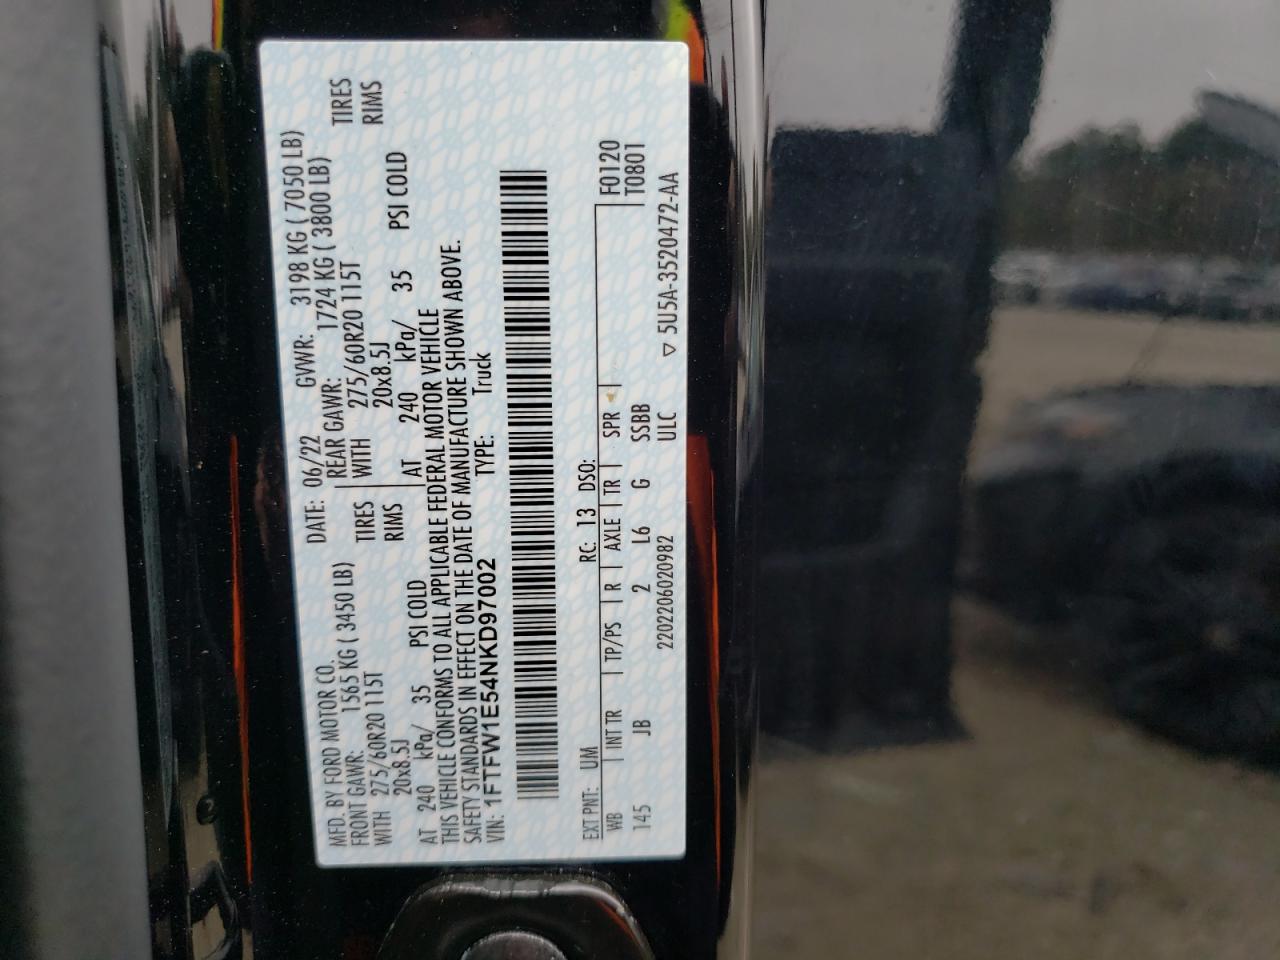 MFD. BY FORD MOTOR CO. DATE: 06/22 GVWR: 3198 KG ( 7050 LB)
FRONT GAWR: 1565 KG ( 3450 LB) REAR GAWR: 1724 KG ( 3800 LB)
WITH 275/60R20 115T TIRES WITH 275/60R20 115T TIRES
20x8.5J RIMS 20x8.5J RIMS
AT 240 kPa/ 35 PSI COLD AT 240 kPa/ 35 PSI COLD
THIS VEHICLE CONFORMS TO ALL APPLICABLE FEDERAL MOTOR VEHICLE
SAFETY STANDARDS IN EFFECT ON THE DATE OF MANUFACTURE SHOWN ABOVE.
VIN: 1FTFW1E54NKD97002 TYPE: Truck
EXT PNT: UM RC: 13 DSO: F0120
WB INT TR TP/PS R AXLE TR SPR T0801
145 JB 2 L6 G SSBB
2202206020982 ULC ▽ 5U5A-3520472-AA